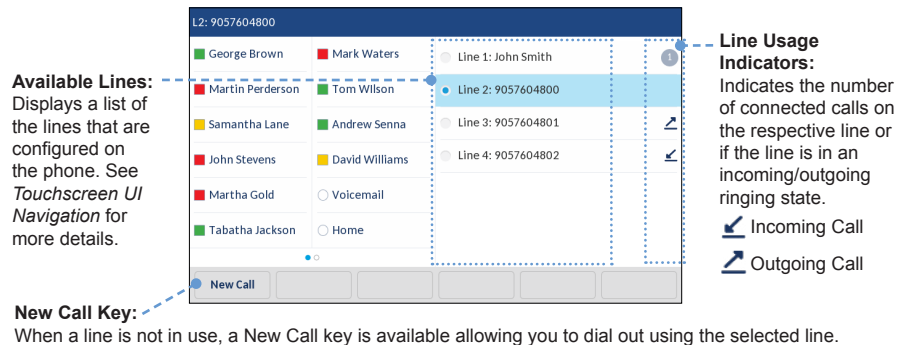 L2: 9057604800
George Brown
Mark Waters
Martin Perderson
Tom WIlson
Samantha Lane
Andrew Senna
John Stevens
David Williams
Martha Gold
Voicemail
Tabatha Jackson
Home
Line 1: John Smith
1
Line 2: 9057604800
Line 3: 9057604801
Line 4: 9057604802
New Call
Available Lines:
Displays a list of
the lines that are
configured on
the phone. See
Touchscreen UI
Navigation for
more details.
Line Usage
Indicators:
Indicates the number
of connected calls on
the respective line or
if the line is in an
incoming/outgoing
ringing state.
Incoming Call
Outgoing Call
New Call Key:
When a line is not in use, a New Call key is available allowing you to dial out using the selected line.